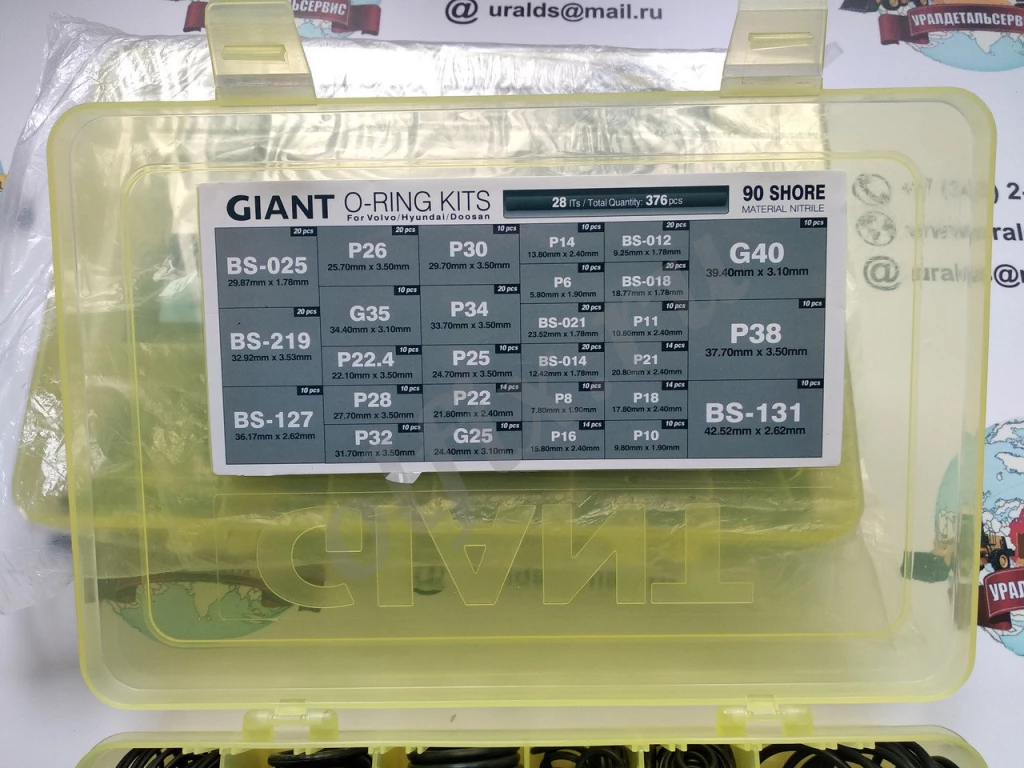 @ uralds@mail.ru
УРАЛДЕТАЛЬСЕРВИС
GIANT O-RING KITS
For Volvo/Hyundai/Doosan
28 ITs / Total Quantity: 376 pcs
90 SHORE
MATERIAL NITRILE
20 pcs
BS-025
29.87mm x 1.78mm
20 pcs
BS-219
32.92mm x 3.53mm
10 pcs
BS-127
36.17mm x 2.62mm
20 pcs
P26
25.70mm x 3.50mm
10 pcs
G35
34.40mm x 3.10mm
10 pcs
P22.4
22.10mm x 3.50mm
10 pcs
P28
27.70mm x 3.50mm
10 pcs
P32
31.70mm x 3.50mm
10 pcs
P30
29.70mm x 3.50mm
20 pcs
P34
33.70mm x 3.50mm
10 pcs
P25
24.70mm x 3.50mm
14 pcs
P22
21.80mm x 2.40mm
10 pcs
G25
24.40mm x 3.10mm
10 pcs
P14
13.80mm x 2.40mm
10 pcs
P6
5.80mm x 1.90mm
20 pcs
BS-021
23.52mm x 1.78mm
20 pcs
BS-014
12.42mm x 1.78mm
10 pcs
P8
7.80mm x 1.90mm
14 pcs
P16
15.80mm x 2.40mm
20 pcs
BS-012
9.25mm x 1.78mm
20 pcs
BS-018
18.77mm x 1.78mm
10 pcs
P11
10.80mm x 2.40mm
14 pcs
P21
20.80mm x 2.40mm
14 pcs
P18
17.80mm x 2.40mm
10 pcs
P10
9.80mm x 1.90mm
10 pcs
G40
39.40mm x 3.10mm
10 pcs
P38
37.70mm x 3.50mm
10 pcs
BS-131
42.52mm x 2.62mm
@ uralds@
GIANT